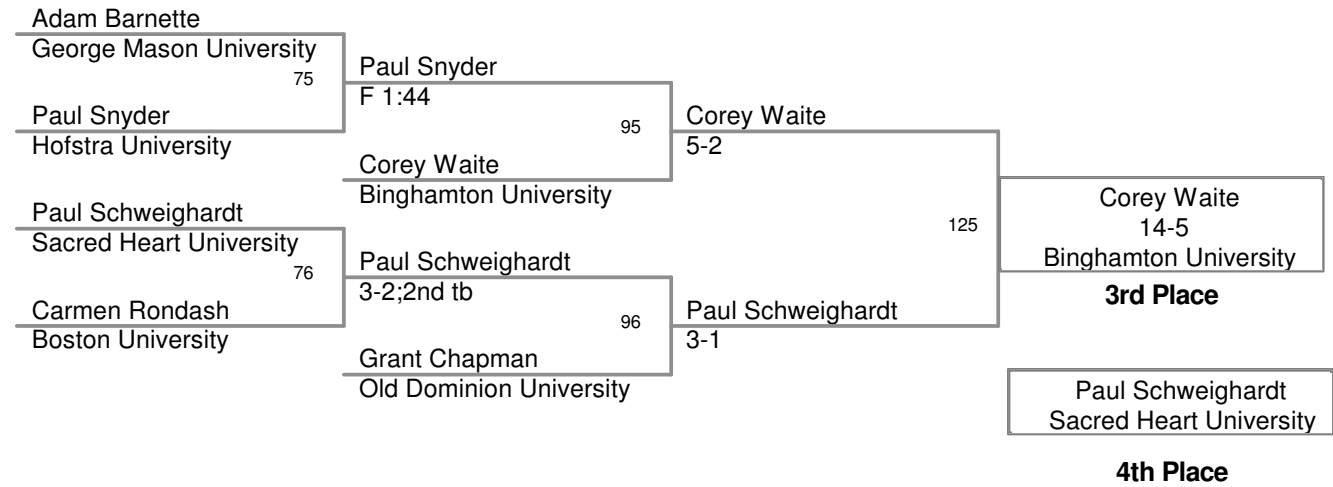 Adam Barnette
George Mason University
75
Paul Snyder
Hofstra University
Paul Schweighardt
Sacred Heart University
76
Carmen Rondash
Boston University
Paul Snyder
F 1:44
95
Corey Waite
Binghamton University
Paul Schweighardt
3-2;2nd tb
96
Grant Chapman
Old Dominion University
Corey Waite
5-2
125
Paul Schweighardt
3-1
Corey Waite
14-5
Binghamton University
3rd Place
Paul Schweighardt
Sacred Heart University
4th Place